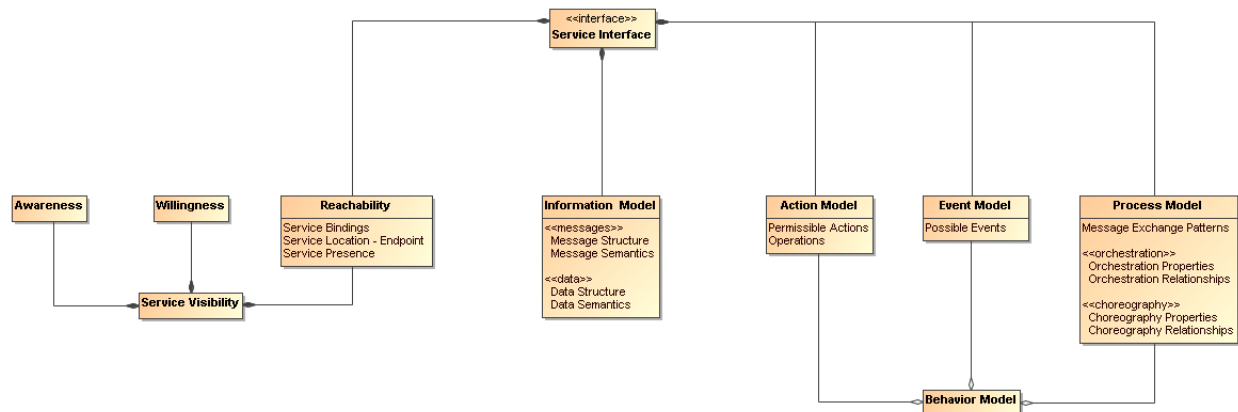 <<interface>>
Service Interface
Awareness
Willingness
Reachability
Service Bindings
Service Location - Endpoint
Service Presence
Service Visibility
Information Model
<<messages>>
Message Structure
Message Semantics
<<data>>
Data Structure
Data Semantics
Action Model
Permissible Actions
Operations
Event Model
Possible Events
Process Model
Message Exchange Patterns
<<orchestration>>
Orchestration Properties
Orchestration Relationships
<<choreography>>
Choreography Properties
Choreography Relationships
Behavior Model